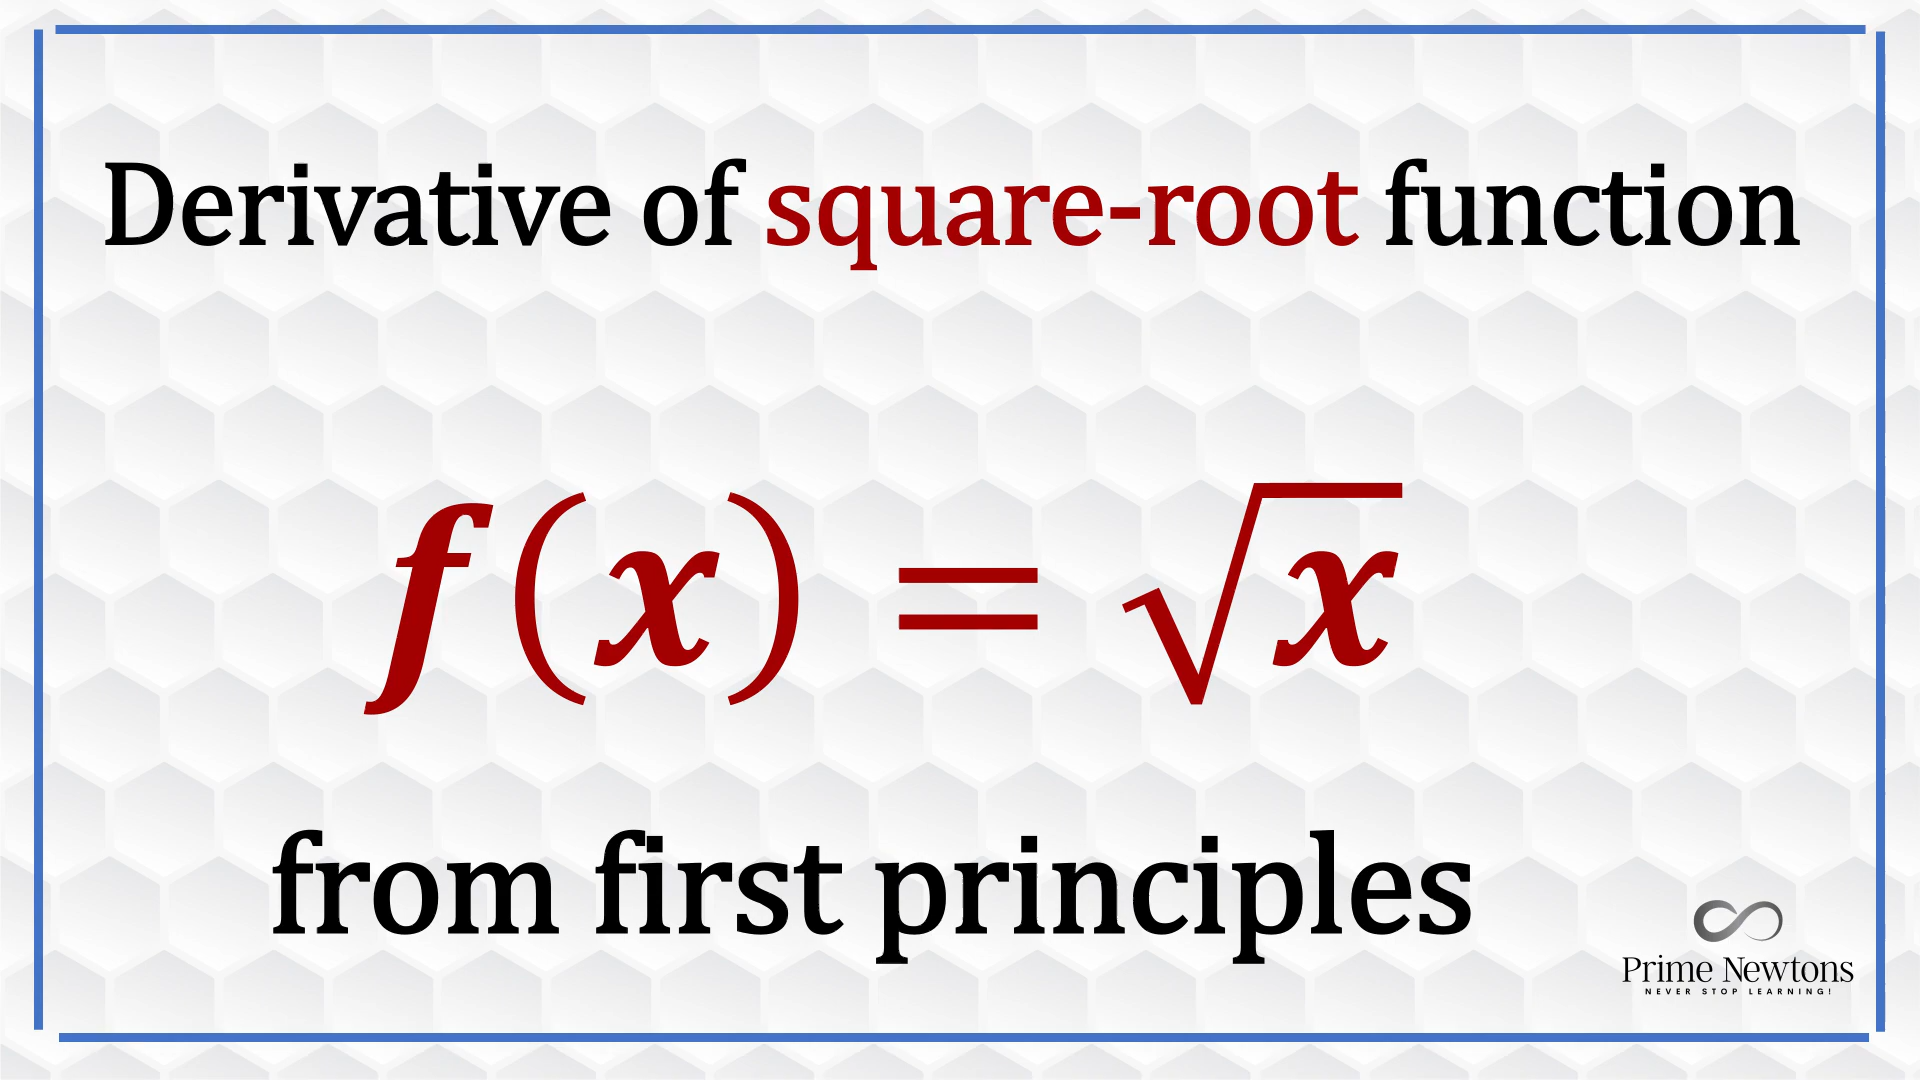 Derivative of square-root function
f(x) = √x
from first principles
Prime Newtons
NEVER STOP LEARNING!